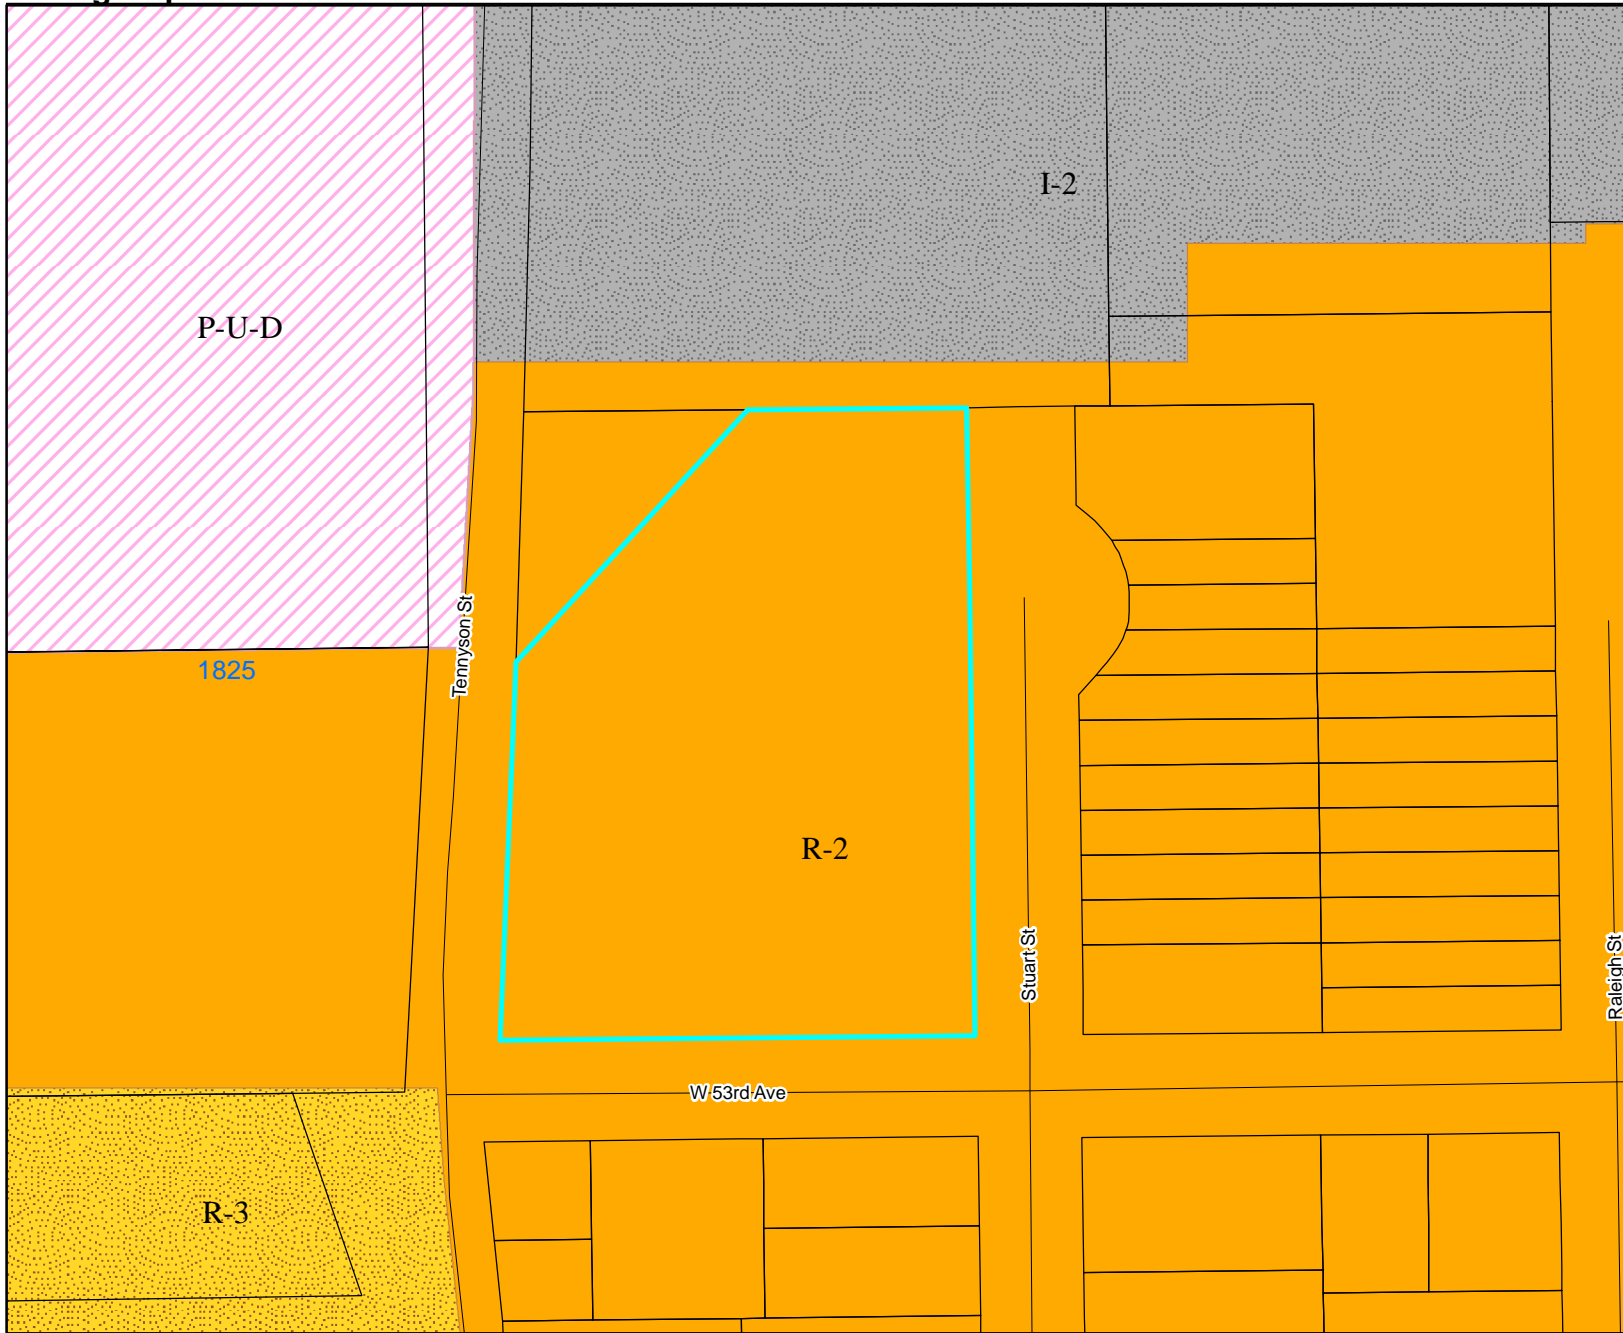 I-2
P-U-D
Tennyson St
1825
R-2
Stuart St
Raleigh St
W 53rd Ave
R-3